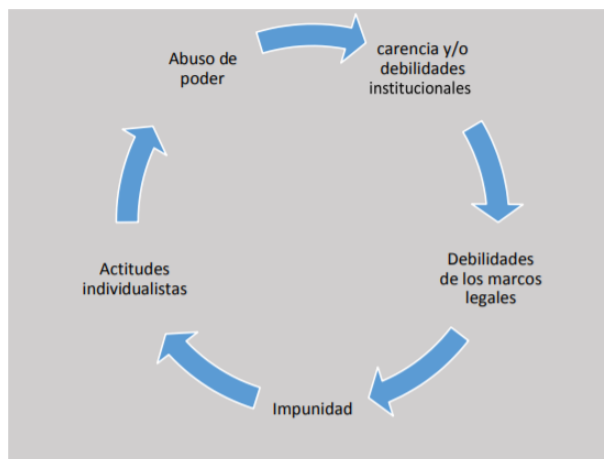 Abuso de
poder
carencia y/o
debilidades
institucionales
Debilidades
de los marcos
legales
Impunidad
Actitudes
individualistas